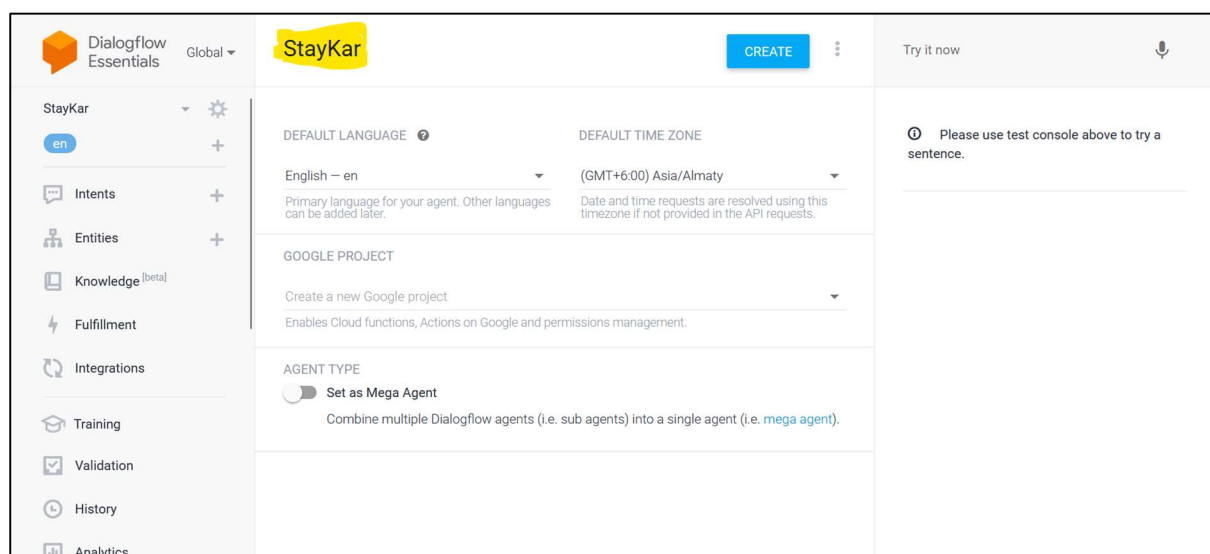 Dialogflow
Essentials
Global
StayKar
en
Intents
Entities
Knowledge [beta]
Fulfillment
Integrations
Training
Validation
History
Analytics
StayKar
CREATE
DEFAULT LANGUAGE
English — en
Primary language for your agent. Other languages
can be added later.
DEFAULT TIME ZONE
(GMT+6:00) Asia/Almaty
Date and time requests are resolved using this
timezone if not provided in the API requests.
GOOGLE PROJECT
Create a new Google project
Enables Cloud functions, Actions on Google and permissions management.
AGENT TYPE
Set as Mega Agent
Combine multiple Dialogflow agents (i.e. sub agents) into a single agent (i.e. mega agent).
Try it now
Please use test console above to try a
sentence.